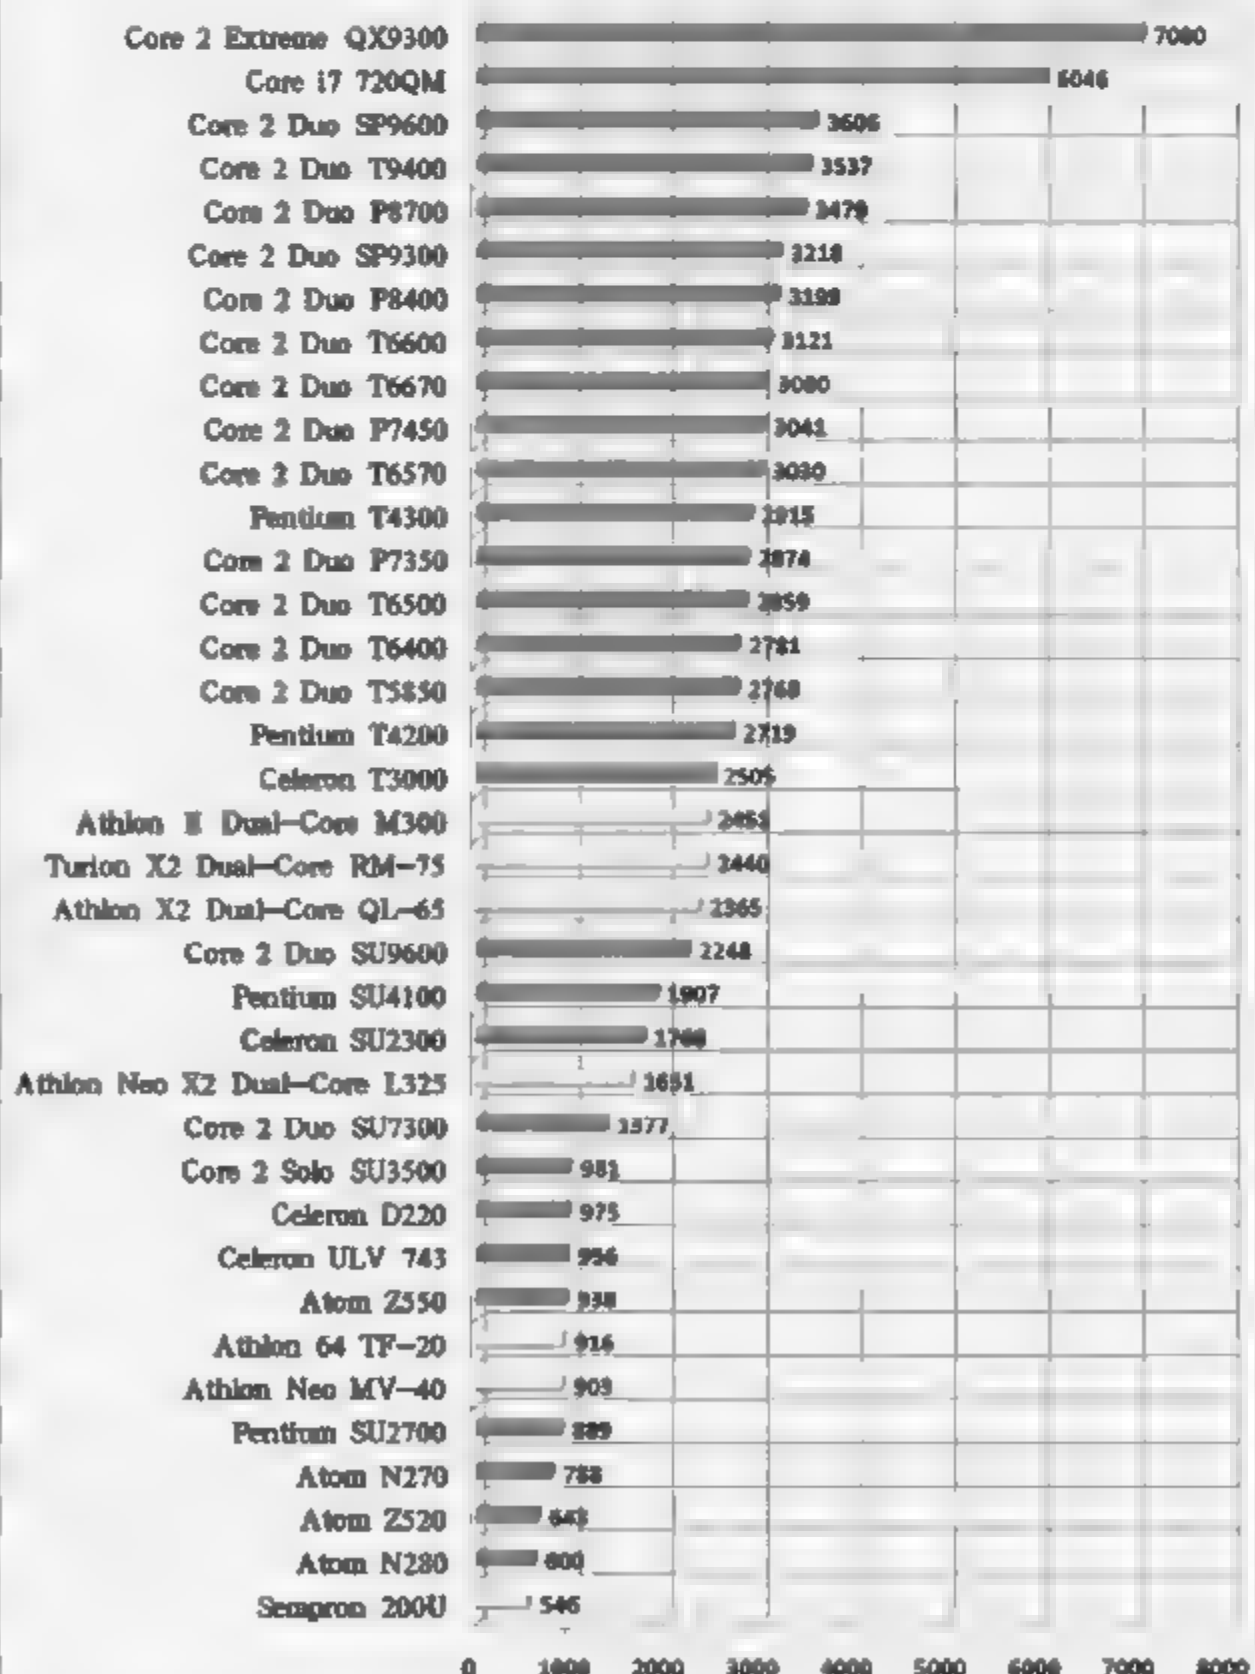 Core 2 Extreme QX9300 7080
Core i7 720QM 6046
Core 2 Duo SP9600 3606
Core 2 Duo T9400 3537
Core 2 Duo P8700 3479
Core 2 Duo SP9300 3218
Core 2 Duo P8400 3199
Core 2 Duo T6600 3121
Core 2 Duo T6670 3080
Core 2 Duo P7450 3041
Core 2 Duo T6570 3030
Pentium T4300 2915
Core 2 Duo P7350 2874
Core 2 Duo T6500 2859
Core 2 Duo T6400 2781
Core 2 Duo T5850 2768
Pentium T4200 2719
Celeron T3000 2505
Athlon II Dual-Core M300
Turion X2 Dual-Core RM-75 2440
Athlon X2 Dual-Core QL-65 2365
Core 2 Duo SU9600 2248
Pentium SU4100 1907
Celeron SU2300
Athlon Neo X2 Dual-Core L325 1651
Core 2 Duo SU7300 1377
Core 2 Solo SU3500 981
Celeron D220 975
Celeron ULV 743 956
Atom Z550 938
Athlon 64 TF-20 916
Athlon Neo MV-40 903
Pentium SU2700 889
Atom N270 788
Atom Z520
Atom N280 600
Sempron 200U 546
0 1000 2000 3000 4000 5000 6000 7000 8000